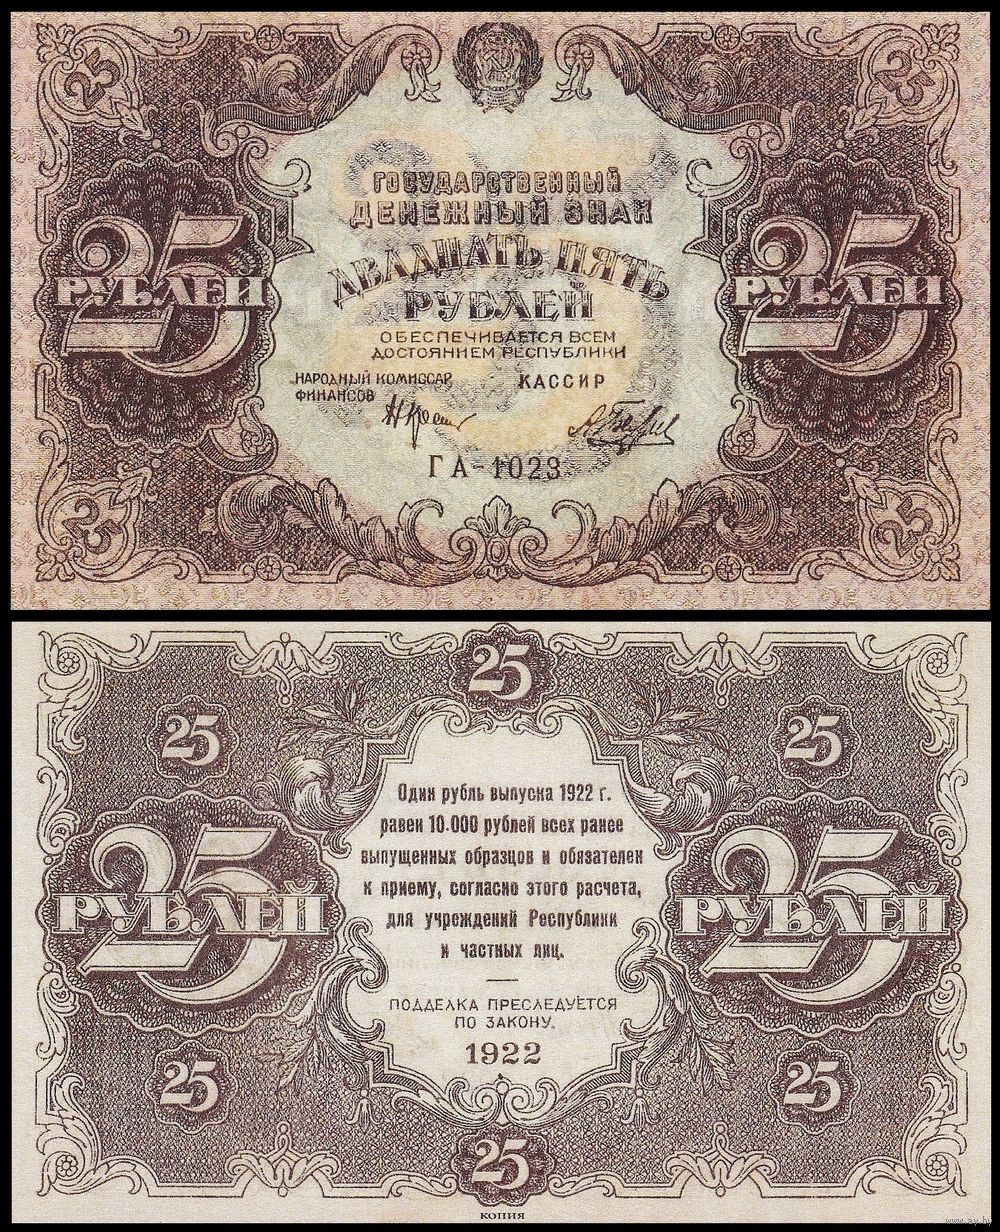 25 25
ГОСУДАРСТВЕННЫЙ
ДЕНЕЖНЫЙ ЗНАК
ДВАДЦАТЬ ПЯТЬ
РУБЛЕЙ
25 РУБЛЕЙ
25 РУБЛЕЙ
ОБЕСПЕЧИВАЕТСЯ ВСЕМ
ДОСТОЯНИЕМ РЕСПУБЛИКИ
НАРОДНЫЙ КОМИССАР
ФИНАНСОВ
КАССИР
ГА-1023
25 25
25
25 25
Один рубль выпуска 1922 г.
равен 10.000 рублей всех ранее
выпущенных образцов и обязателен
к приему, согласно этого расчета,
для учреждений Республики
и частных лиц.
25 РУБЛЕЙ
25 РУБЛЕЙ
ПОДДЕЛКА ПРЕСЛЕДУЕТСЯ
ПО ЗАКОНУ.
1922
25 25
25
КОПИЯ
www.ay.by